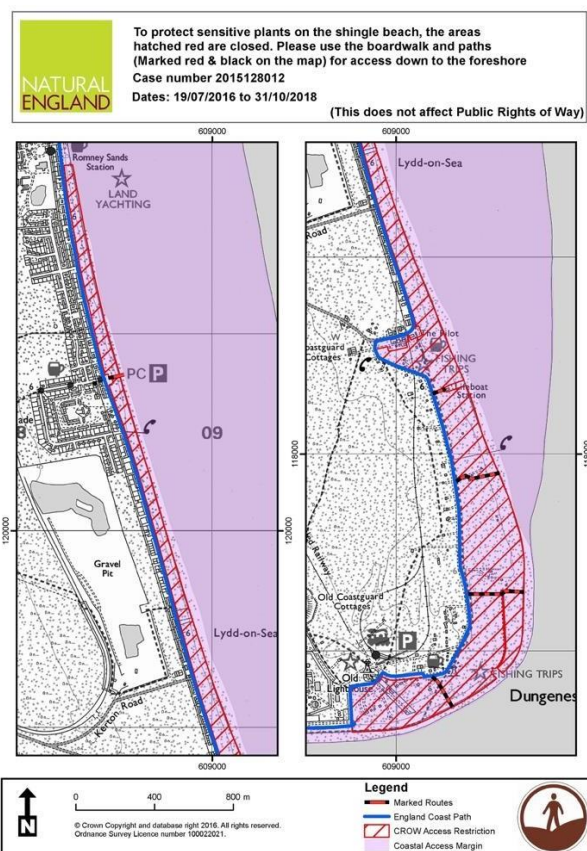 NATURAL
ENGLAND
To protect sensitive plants on the shingle beach, the areas
hatched red are closed. Please use the boardwalk and paths
(Marked red & black on the map) for access down to the foreshore
Case number 2015128012
Dates: 19/07/2016 to 31/10/2018
(This does not affect Public Rights of Way)
609000
Romney Sands
Station
LAND
YACHTING
PC P
09
120000
Gravel
Pit
Lydd-on-Sea
Kerton Road
609000
609000
Lydd-on-Sea
Road
The Pilot
Coastguard
Cottages
FISHING
TRIPS
Lifeboat
Station
118000
120000
Old Coastguard
Cottages
P
Old
Lighthouse
FISHING TRIPS
Dungenes
609000
N
0 400 800 m
© Crown Copyright and database right 2016. All rights reserved.
Ordnance Survey Licence number 100022021.
Legend
Marked Routes
England Coast Path
CROW Access Restriction
Coastal Access Margin